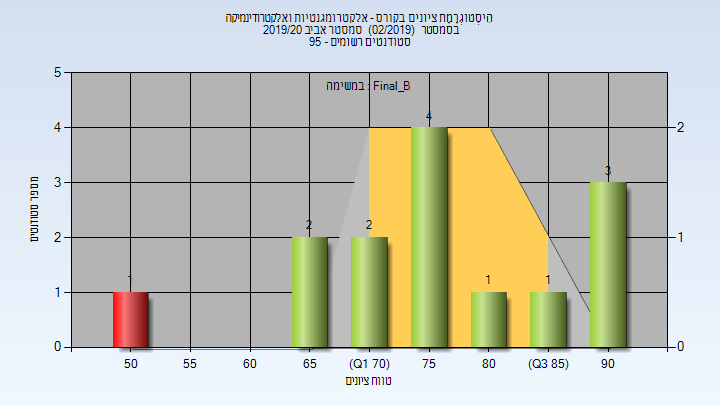 היסטוגרמת ציונים בקורס - אלקטרומגנטיות ואלקטרודינמיקה
בסמסטר (02/2019) סמסטר אביב 2019/20
סטודנטים רשומים - 95
במשימה : Final_B
מספר סטודנטים
5
4
3
2
1
0
2
1
0
1
2
2
4
1
1
3
50
55
60
65
(Q1 70)
75
80
(Q3 85)
90
טווח ציונים